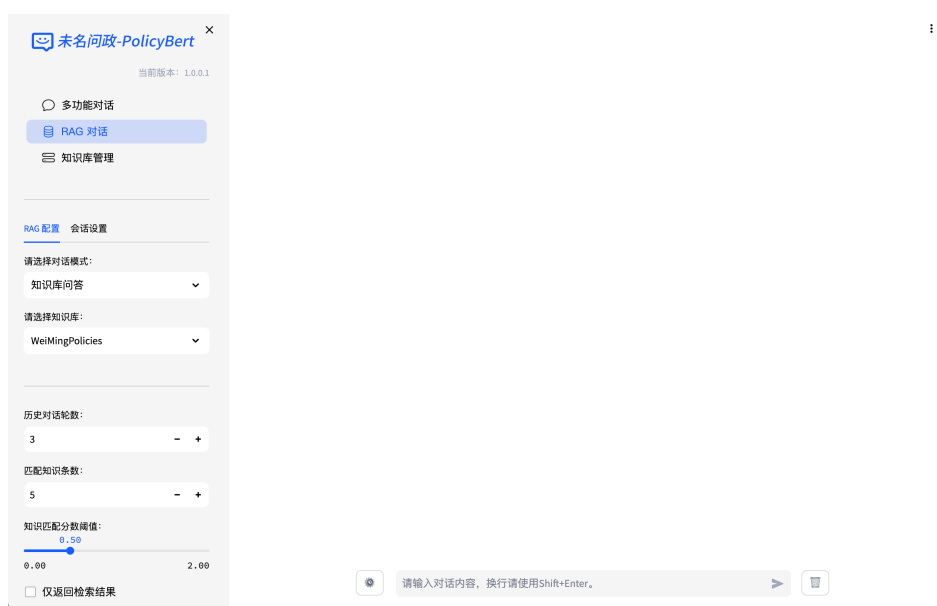 未名问政-PolicyBert
当前版本：1.0.0.1
多功能对话
RAG 对话
知识库管理
RAG 配置 会话设置
请选择对话模式：
知识库问答
请选择知识库：
WeiMingPolicies
历史对话轮数：
3
匹配知识条数：
5
知识匹配分数阈值：
0.50
0.00 2.00
仅返回检索结果
请输入对话内容，换行请使用Shift+Enter。